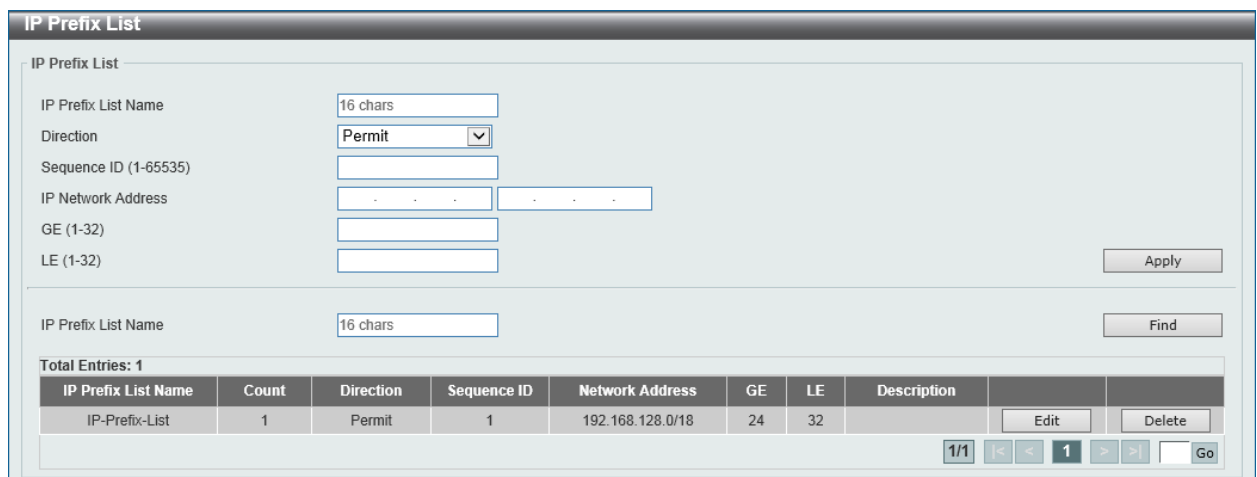 IP Prefix List
IP Prefix List
IP Prefix List Name 16 chars
Direction Permit
Sequence ID (1-65535)
IP Network Address . . . . . .
GE (1-32)
LE (1-32) Apply
IP Prefix List Name 16 chars Find
Total Entries: 1
IP Prefix List Name Count Direction Sequence ID Network Address GE LE Description
IP-Prefix-List 1 Permit 1 192.168.128.0/18 24 32 Edit Delete
1/1 |< < 1 > >| Go